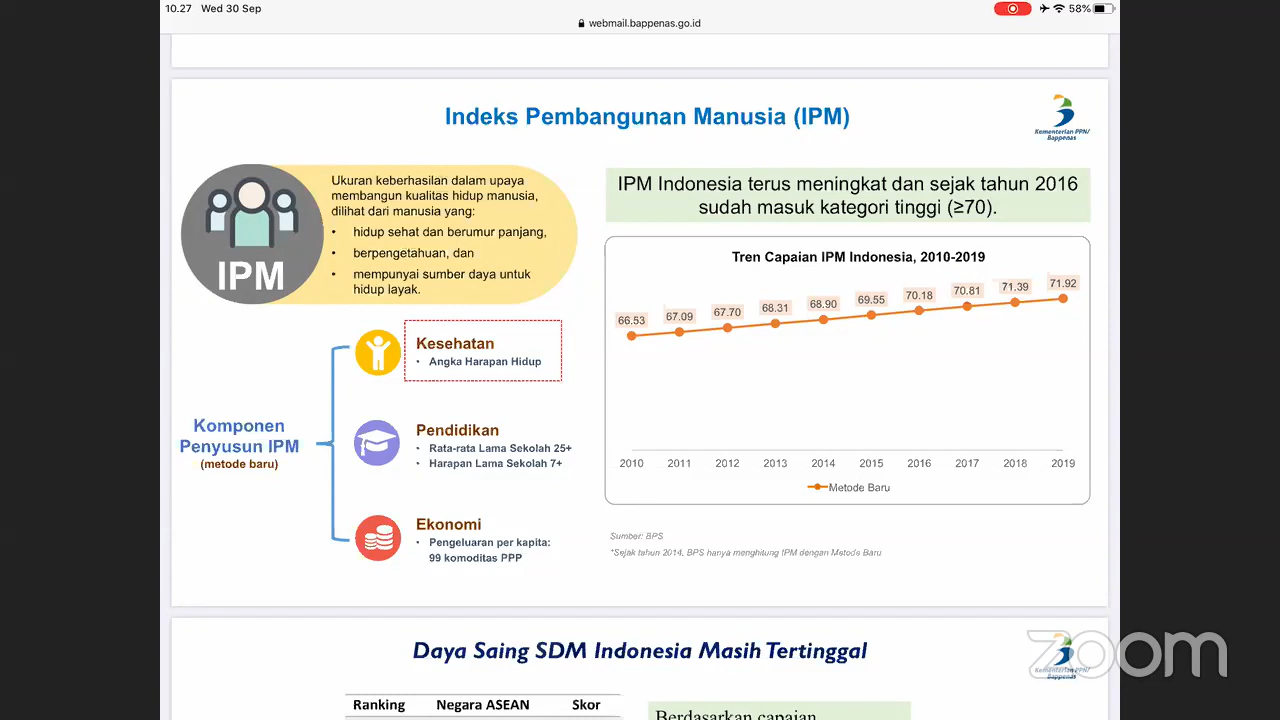 10.27 Wed 30 Sep
58%
webmail.bappenas.go.id
Indeks Pembangunan Manusia (IPM)
Kementerian PPN/
Bappenas
IPM
Ukuran keberhasilan dalam upaya
membangun kualitas hidup manusia,
dilihat dari manusia yang:
• hidup sehat dan berumur panjang,
• berpengetahuan, dan
• mempunyai sumber daya untuk
hidup layak.
Komponen
Penyusun IPM
(metode baru)
Kesehatan
• Angka Harapan Hidup
Pendidikan
• Rata-rata Lama Sekolah 25+
• Harapan Lama Sekolah 7+
Ekonomi
• Pengeluaran per kapita:
99 komoditas PPP
IPM Indonesia terus meningkat dan sejak tahun 2016
sudah masuk kategori tinggi (≥70).
Tren Capaian IPM Indonesia, 2010-2019
66.53 67.09 67.70 68.31 68.90 69.55 70.18 70.81 71.39 71.92
2010 2011 2012 2013 2014 2015 2016 2017 2018 2019
Metode Baru
Sumber: BPS
*Sejak tahun 2014, BPS hanya menghitung IPM dengan Metode Baru
Daya Saing SDM Indonesia Masih Tertinggal
Kementerian PPN/
Bappenas
zoom
Ranking Negara ASEAN Skor
Berdasarkan capaian